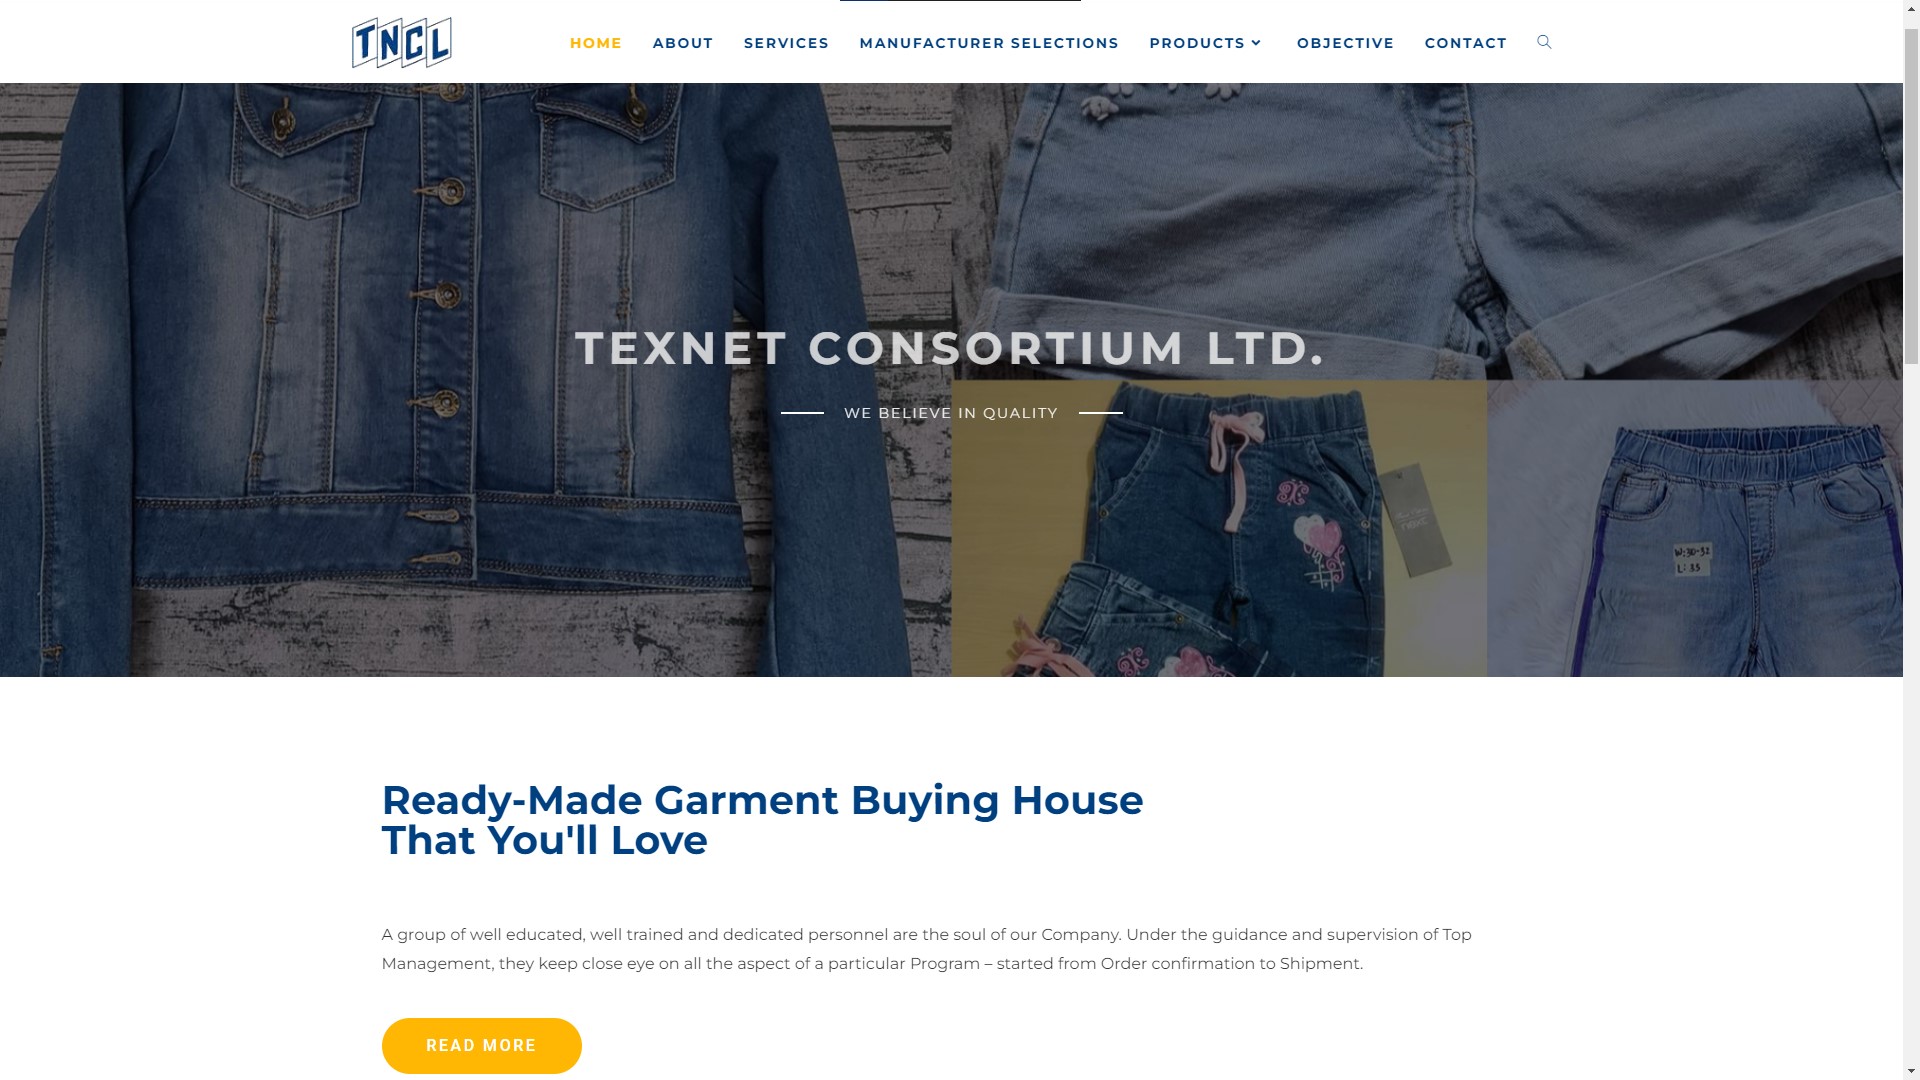 TNCL
HOME
ABOUT
SERVICES
MANUFACTURER SELECTIONS
PRODUCTS
OBJECTIVE
CONTACT
TEXNET CONSORTIUM LTD.
WE BELIEVE IN QUALITY
W:30-32
L:35
Ready-Made Garment Buying House
That You'll Love
A group of well educated, well trained and dedicated personnel are the soul of our Company. Under the guidance and supervision of Top
Management, they keep close eye on all the aspect of a particular Program – started from Order confirmation to Shipment.
READ MORE